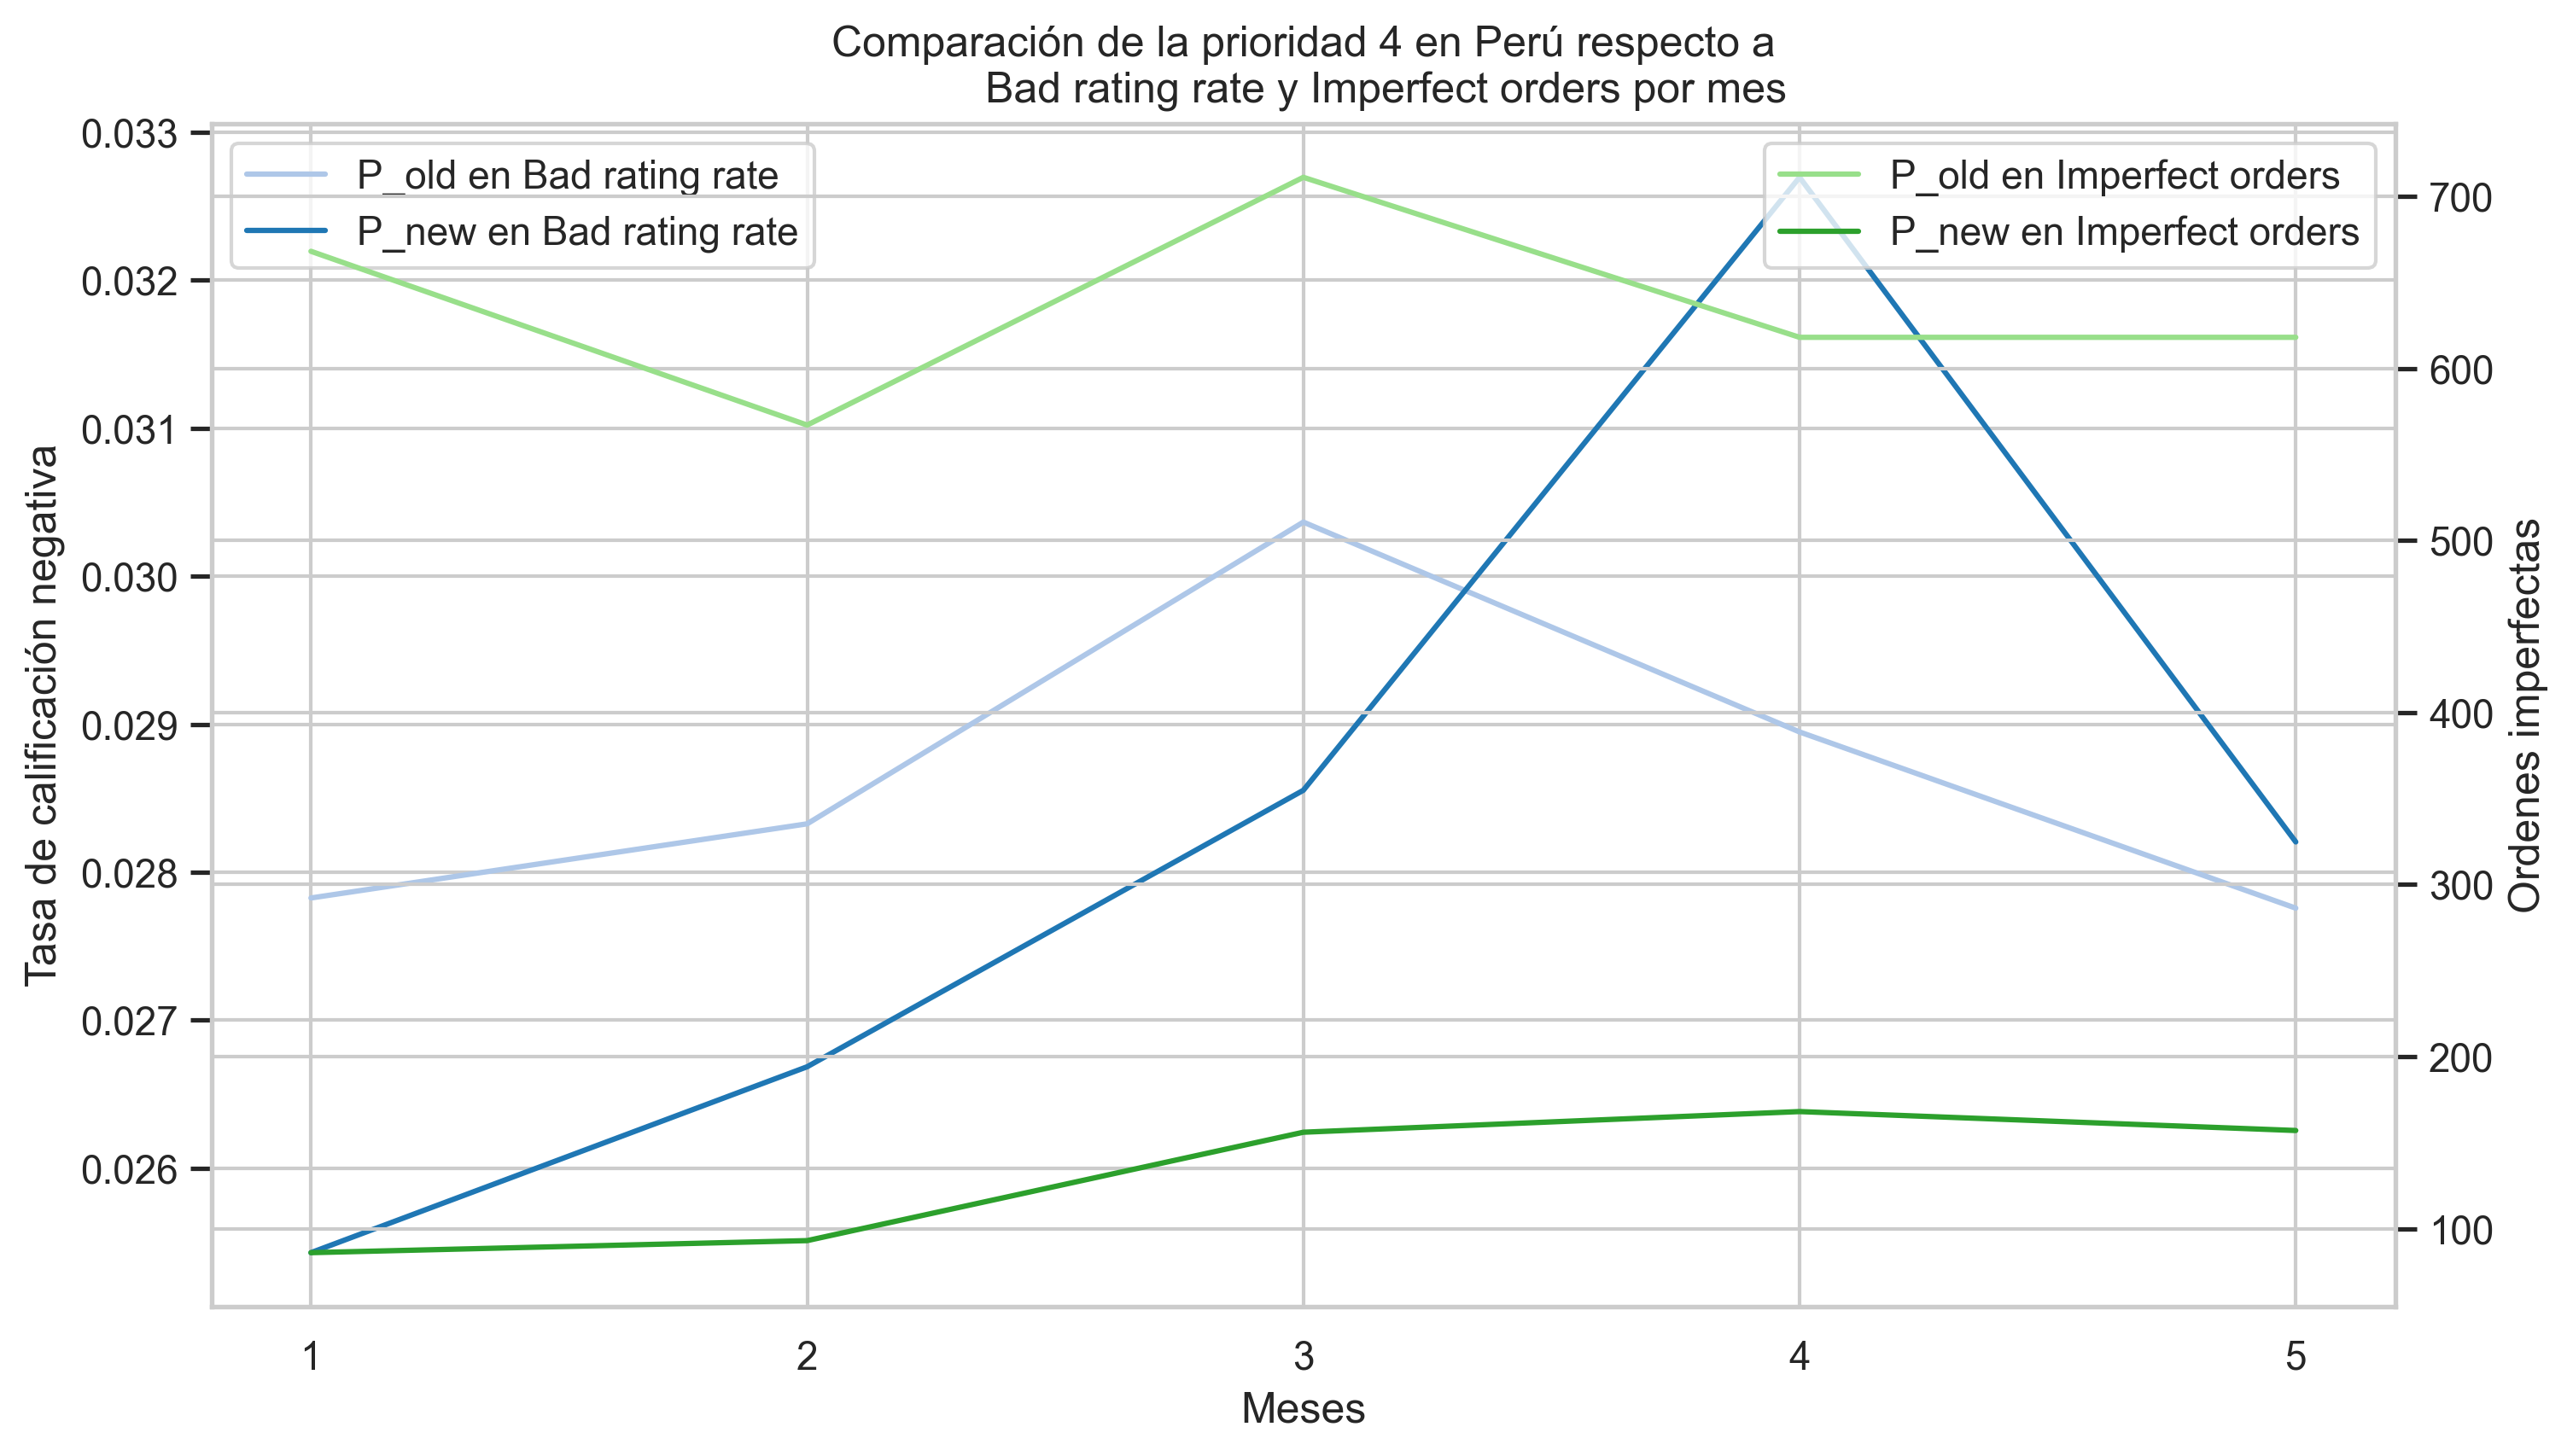 Comparación de la prioridad 4 en Perú respecto a
Bad rating rate y Imperfect orders por mes
P_old en Bad rating rate
P_new en Bad rating rate
P_old en Imperfect orders
P_new en Imperfect orders
Tasa de calificación negativa
0.033
0.032
0.031
0.030
0.029
0.028
0.027
0.026
700
600
500
400
300
200
100
Ordenes imperfectas
1
2
3
4
5
Meses